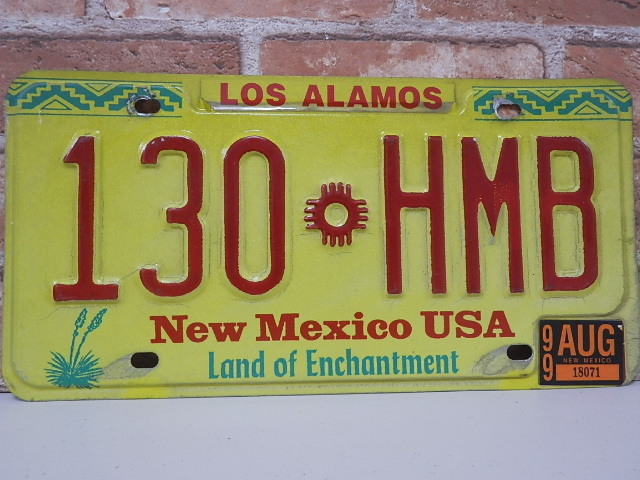 LOS ALAMOS
130 HMB
New Mexico USA
Land of Enchantment
99 AUG
NEW MEXICO
18071